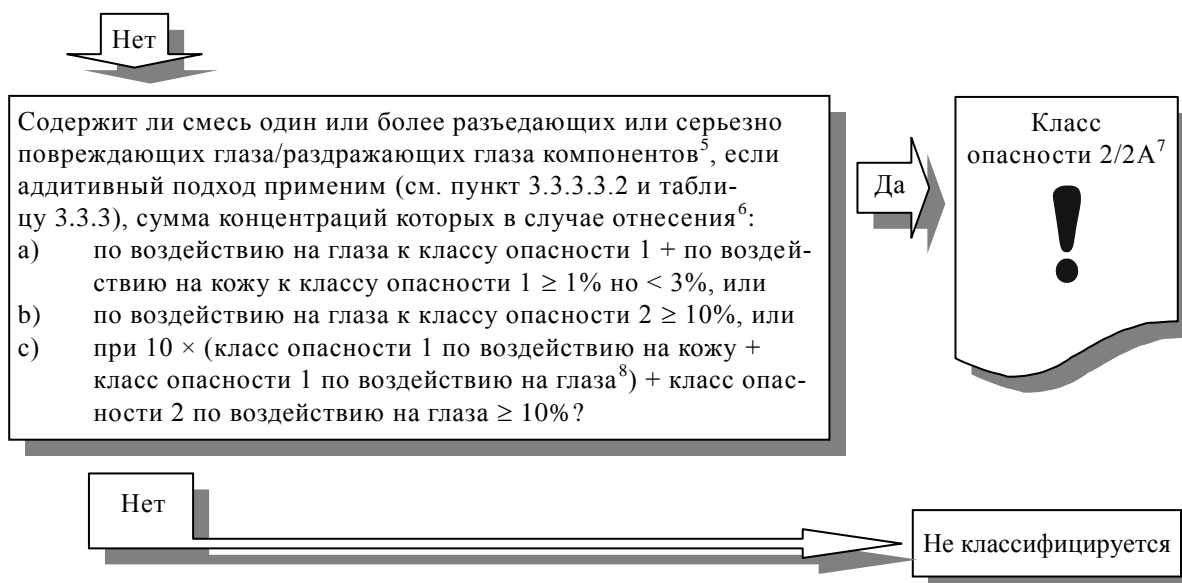 Нет
Содержит ли смесь один или более разъедающих или серьезно
повреждающих глаза/раздражающих глаза компонентов⁵, если
аддитивный подход применим (см. пункт 3.3.3.3.2 и табли-
цу 3.3.3), сумма концентраций которых в случае отнесения⁶:
a) по воздействию на глаза к классу опасности 1 + по воздей-
ствию на кожу к классу опасности 1 ≥ 1% но < 3%, или
b) по воздействию на глаза к классу опасности 2 ≥ 10%, или
c) при 10 × (класс опасности 1 по воздействию на кожу +
класс опасности 1 по воздействию на глаза⁸) + класс опас-
ности 2 по воздействию на глаза ≥ 10%?
Да
Класс
опасности 2/2A⁷
!
Нет
Не классифицируется